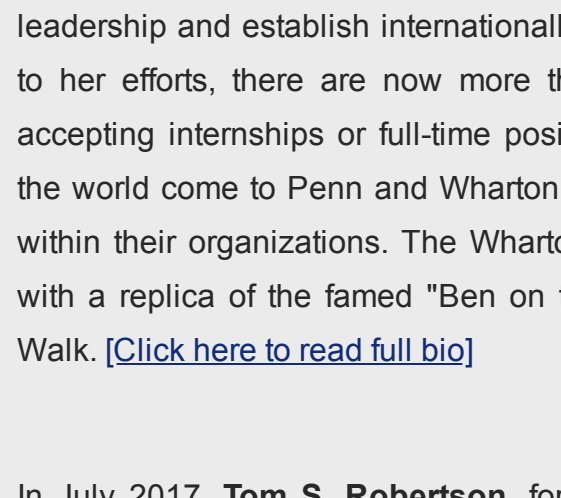 leadership and establish internationall
to her efforts, there are now more th
accepting internships or full-time posi
the world come to Penn and Wharton
within their organizations. The Wharto
with a replica of the famed "Ben on t
Walk. [Click here to read full bio]
In July 2017, Tom S. Robertson, for